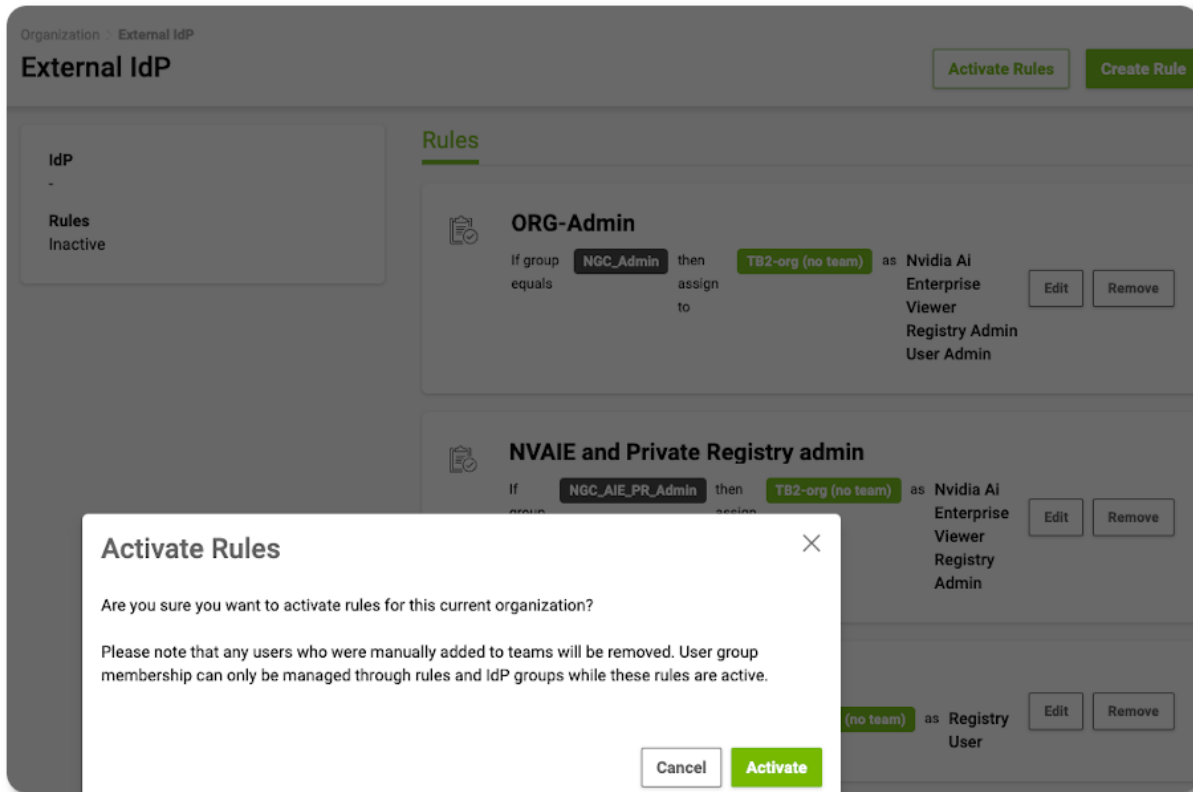 Organization > External IdP
External IdP
Activate Rules
Create Rule
IdP
-
Rules
Inactive
Rules
ORG-Admin
If group equals NGC_Admin then assign to TB2-org (no team) as Nvidia Ai Enterprise Viewer Registry Admin User Admin
Edit
Remove
NVAIE and Private Registry admin
If group NGC_AIE_PR_Admin then assign TB2-org (no team) as Nvidia Ai Enterprise Viewer Registry Admin
Edit
Remove
(no team) as Registry User
Edit
Remove
Activate Rules
Are you sure you want to activate rules for this current organization?
Please note that any users who were manually added to teams will be removed. User group
membership can only be managed through rules and IdP groups while these rules are active.
Cancel
Activate